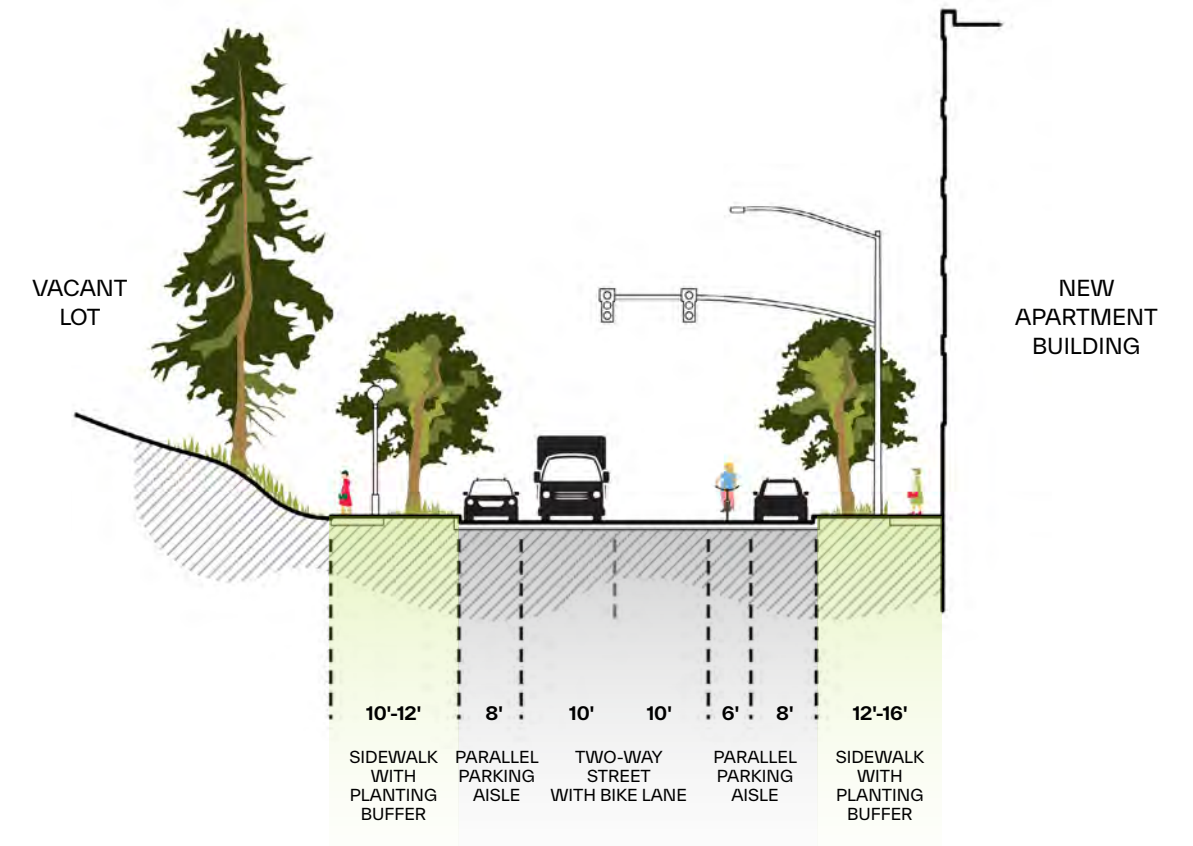 VACANT
LOT
NEW
APARTMENT
BUILDING
10'-12'
8'
10'
10'
6'
8'
12'-16'
SIDEWALK
WITH
PLANTING
BUFFER
PARALLEL
PARKING
AISLE
TWO-WAY
STREET
WITH BIKE LANE
PARALLEL
PARKING
AISLE
SIDEWALK
WITH
PLANTING
BUFFER